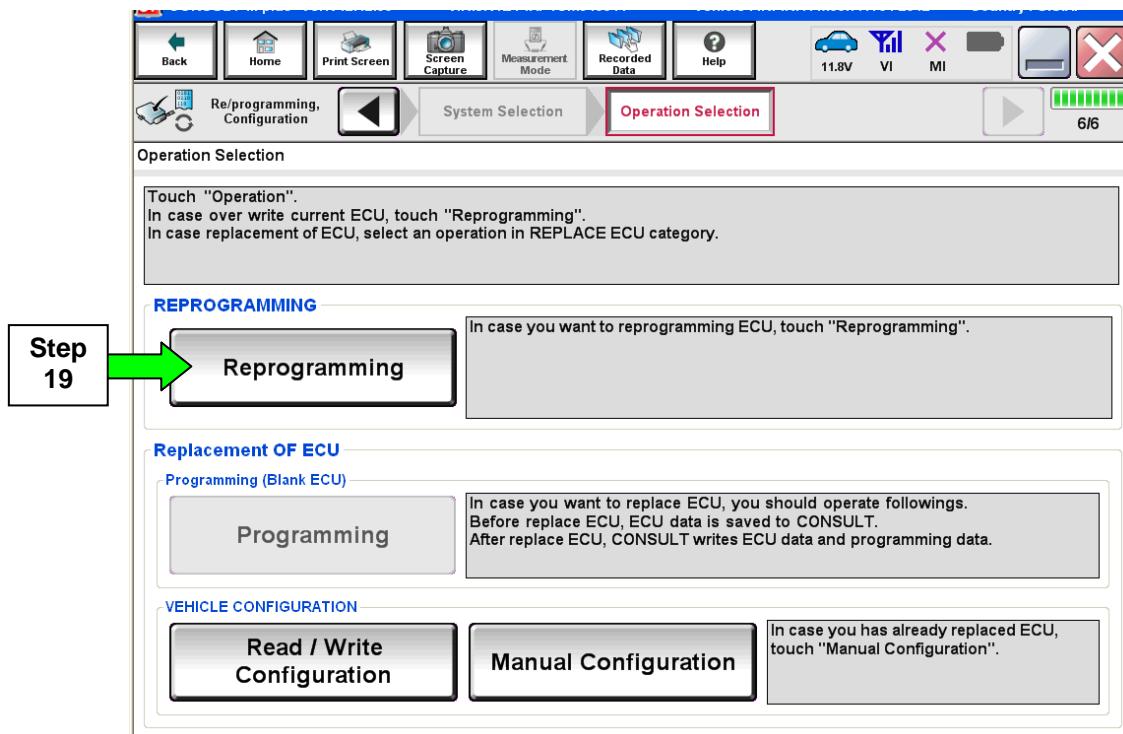 Back
Home
Print Screen
Screen
Capture
Measurement
Mode
Recorded
Data
Help
11.8V
VI
MI
Re/programming,
Configuration
System Selection
Operation Selection
6/6
Operation Selection
Touch "Operation".
In case over write current ECU, touch "Reprogramming".
In case replacement of ECU, select an operation in REPLACE ECU category.
REPROGRAMMING
Step
19
Reprogramming
In case you want to reprogramming ECU, touch "Reprogramming".
Replacement OF ECU
Programming (Blank ECU)
Programming
In case you want to replace ECU, you should operate followings.
Before replace ECU, ECU data is saved to CONSULT.
After replace ECU, CONSULT writes ECU data and programming data.
VEHICLE CONFIGURATION
Read / Write
Configuration
Manual Configuration
In case you has already replaced ECU,
touch "Manual Configuration".